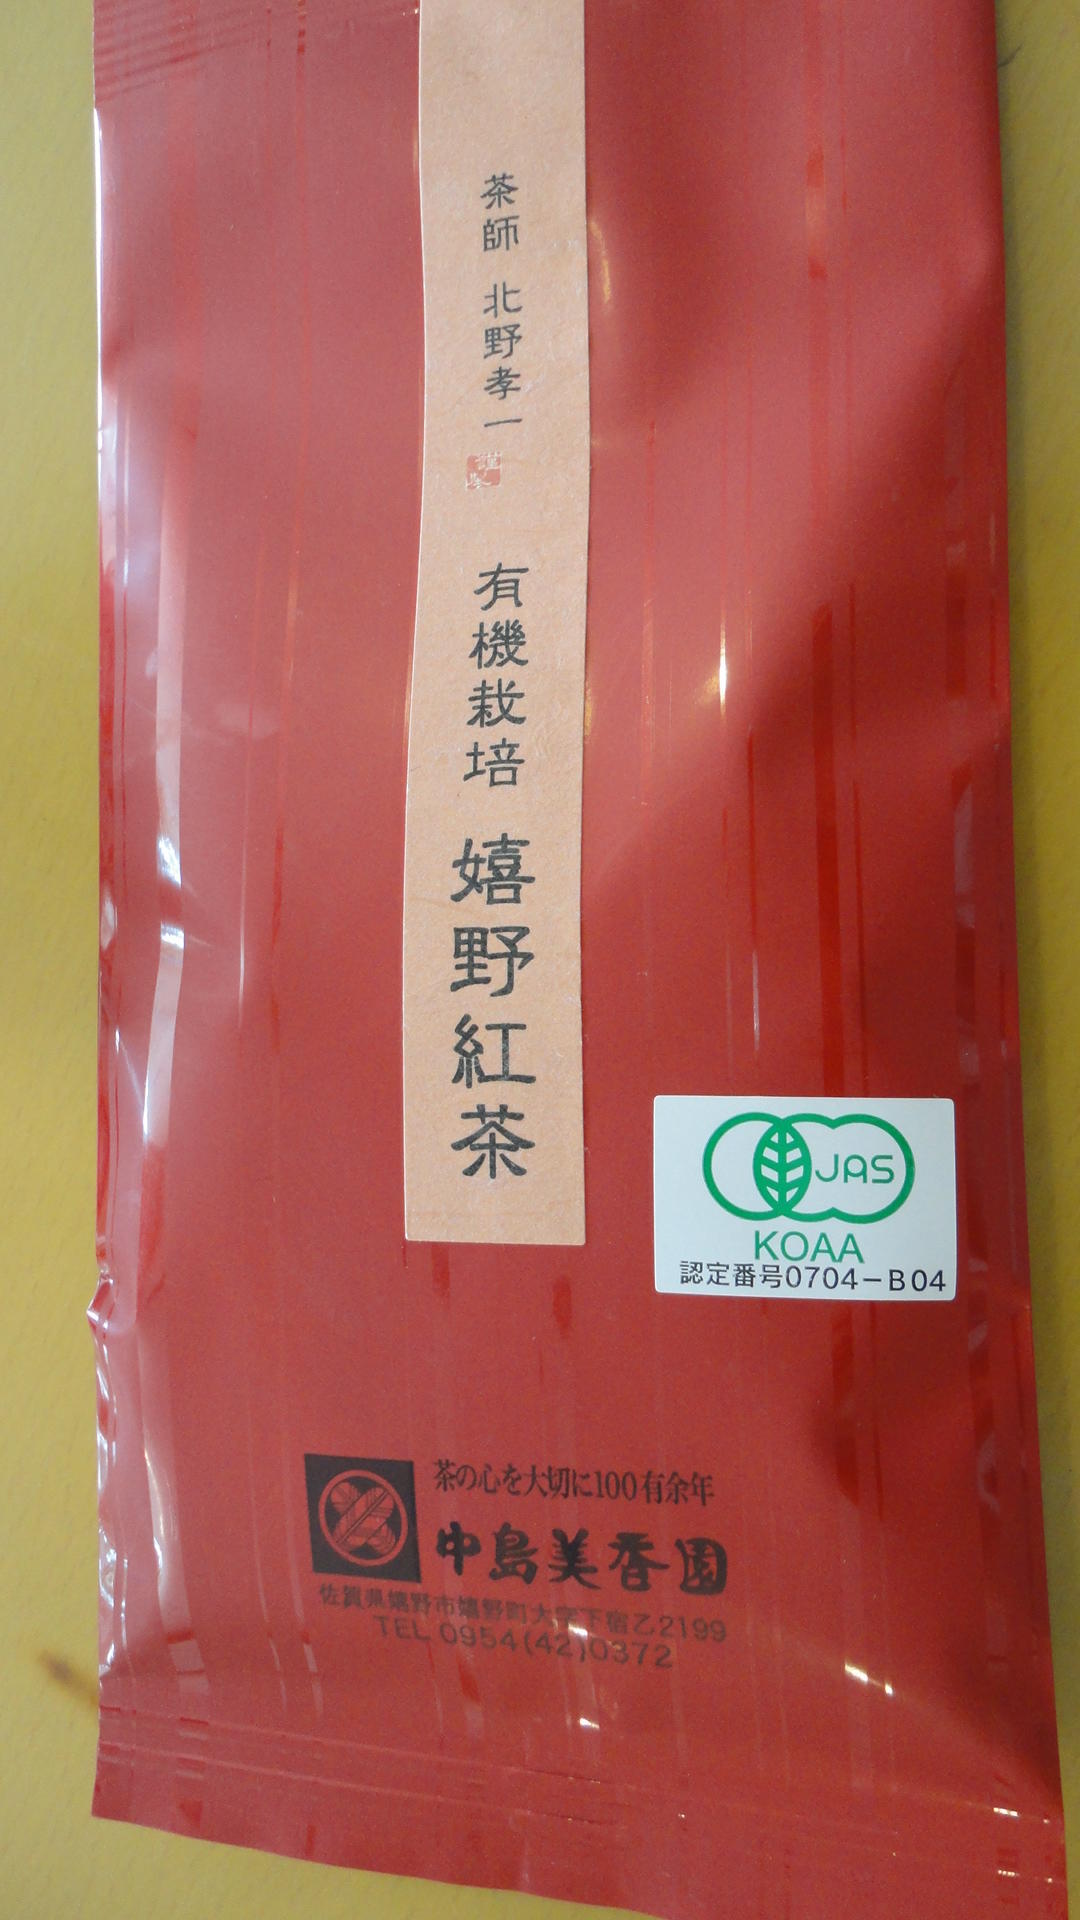 茶師 北野孝一
謹製
有機栽培 嬉野紅茶
JAS
KOAA
認定番号0704-B04
茶の心を大切に100有余年
中島美香園
佐賀県嬉野市嬉野町大字下宿乙2199
TEL 0954(42)0372